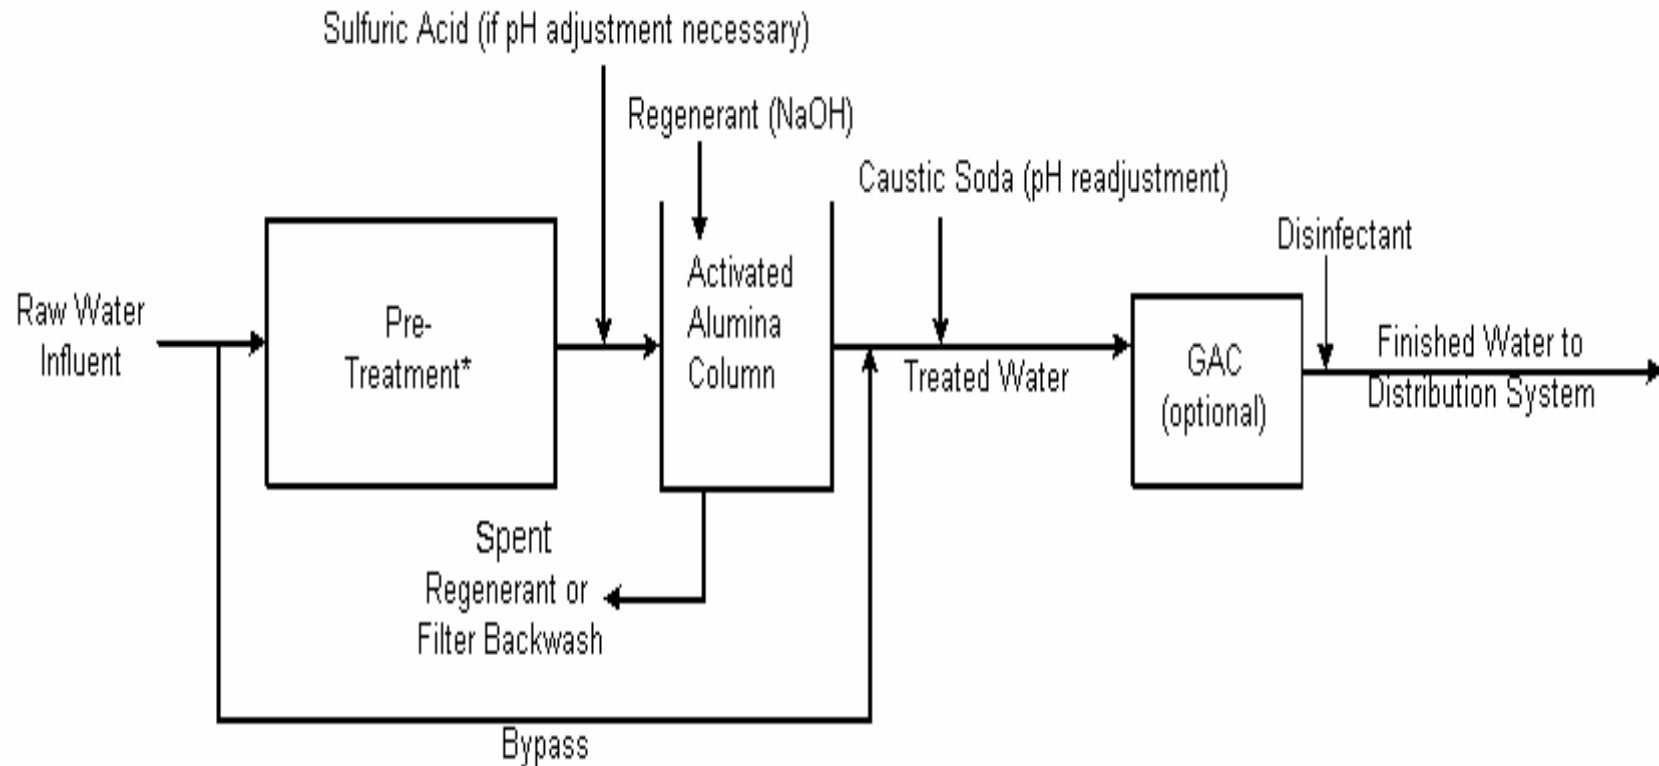 Sulfuric Acid (if pH adjustment necessary)
Regenerant (NaOH)
Caustic Soda (pH readjustment)
Disinfectant
Raw Water
Influent
Pre-
Treatment*
Activated
Alumina
Column
Treated Water
GAC
(optional)
Finished Water to
Distribution System
Spent
Regenerant or
Filter Backwash
Bypass